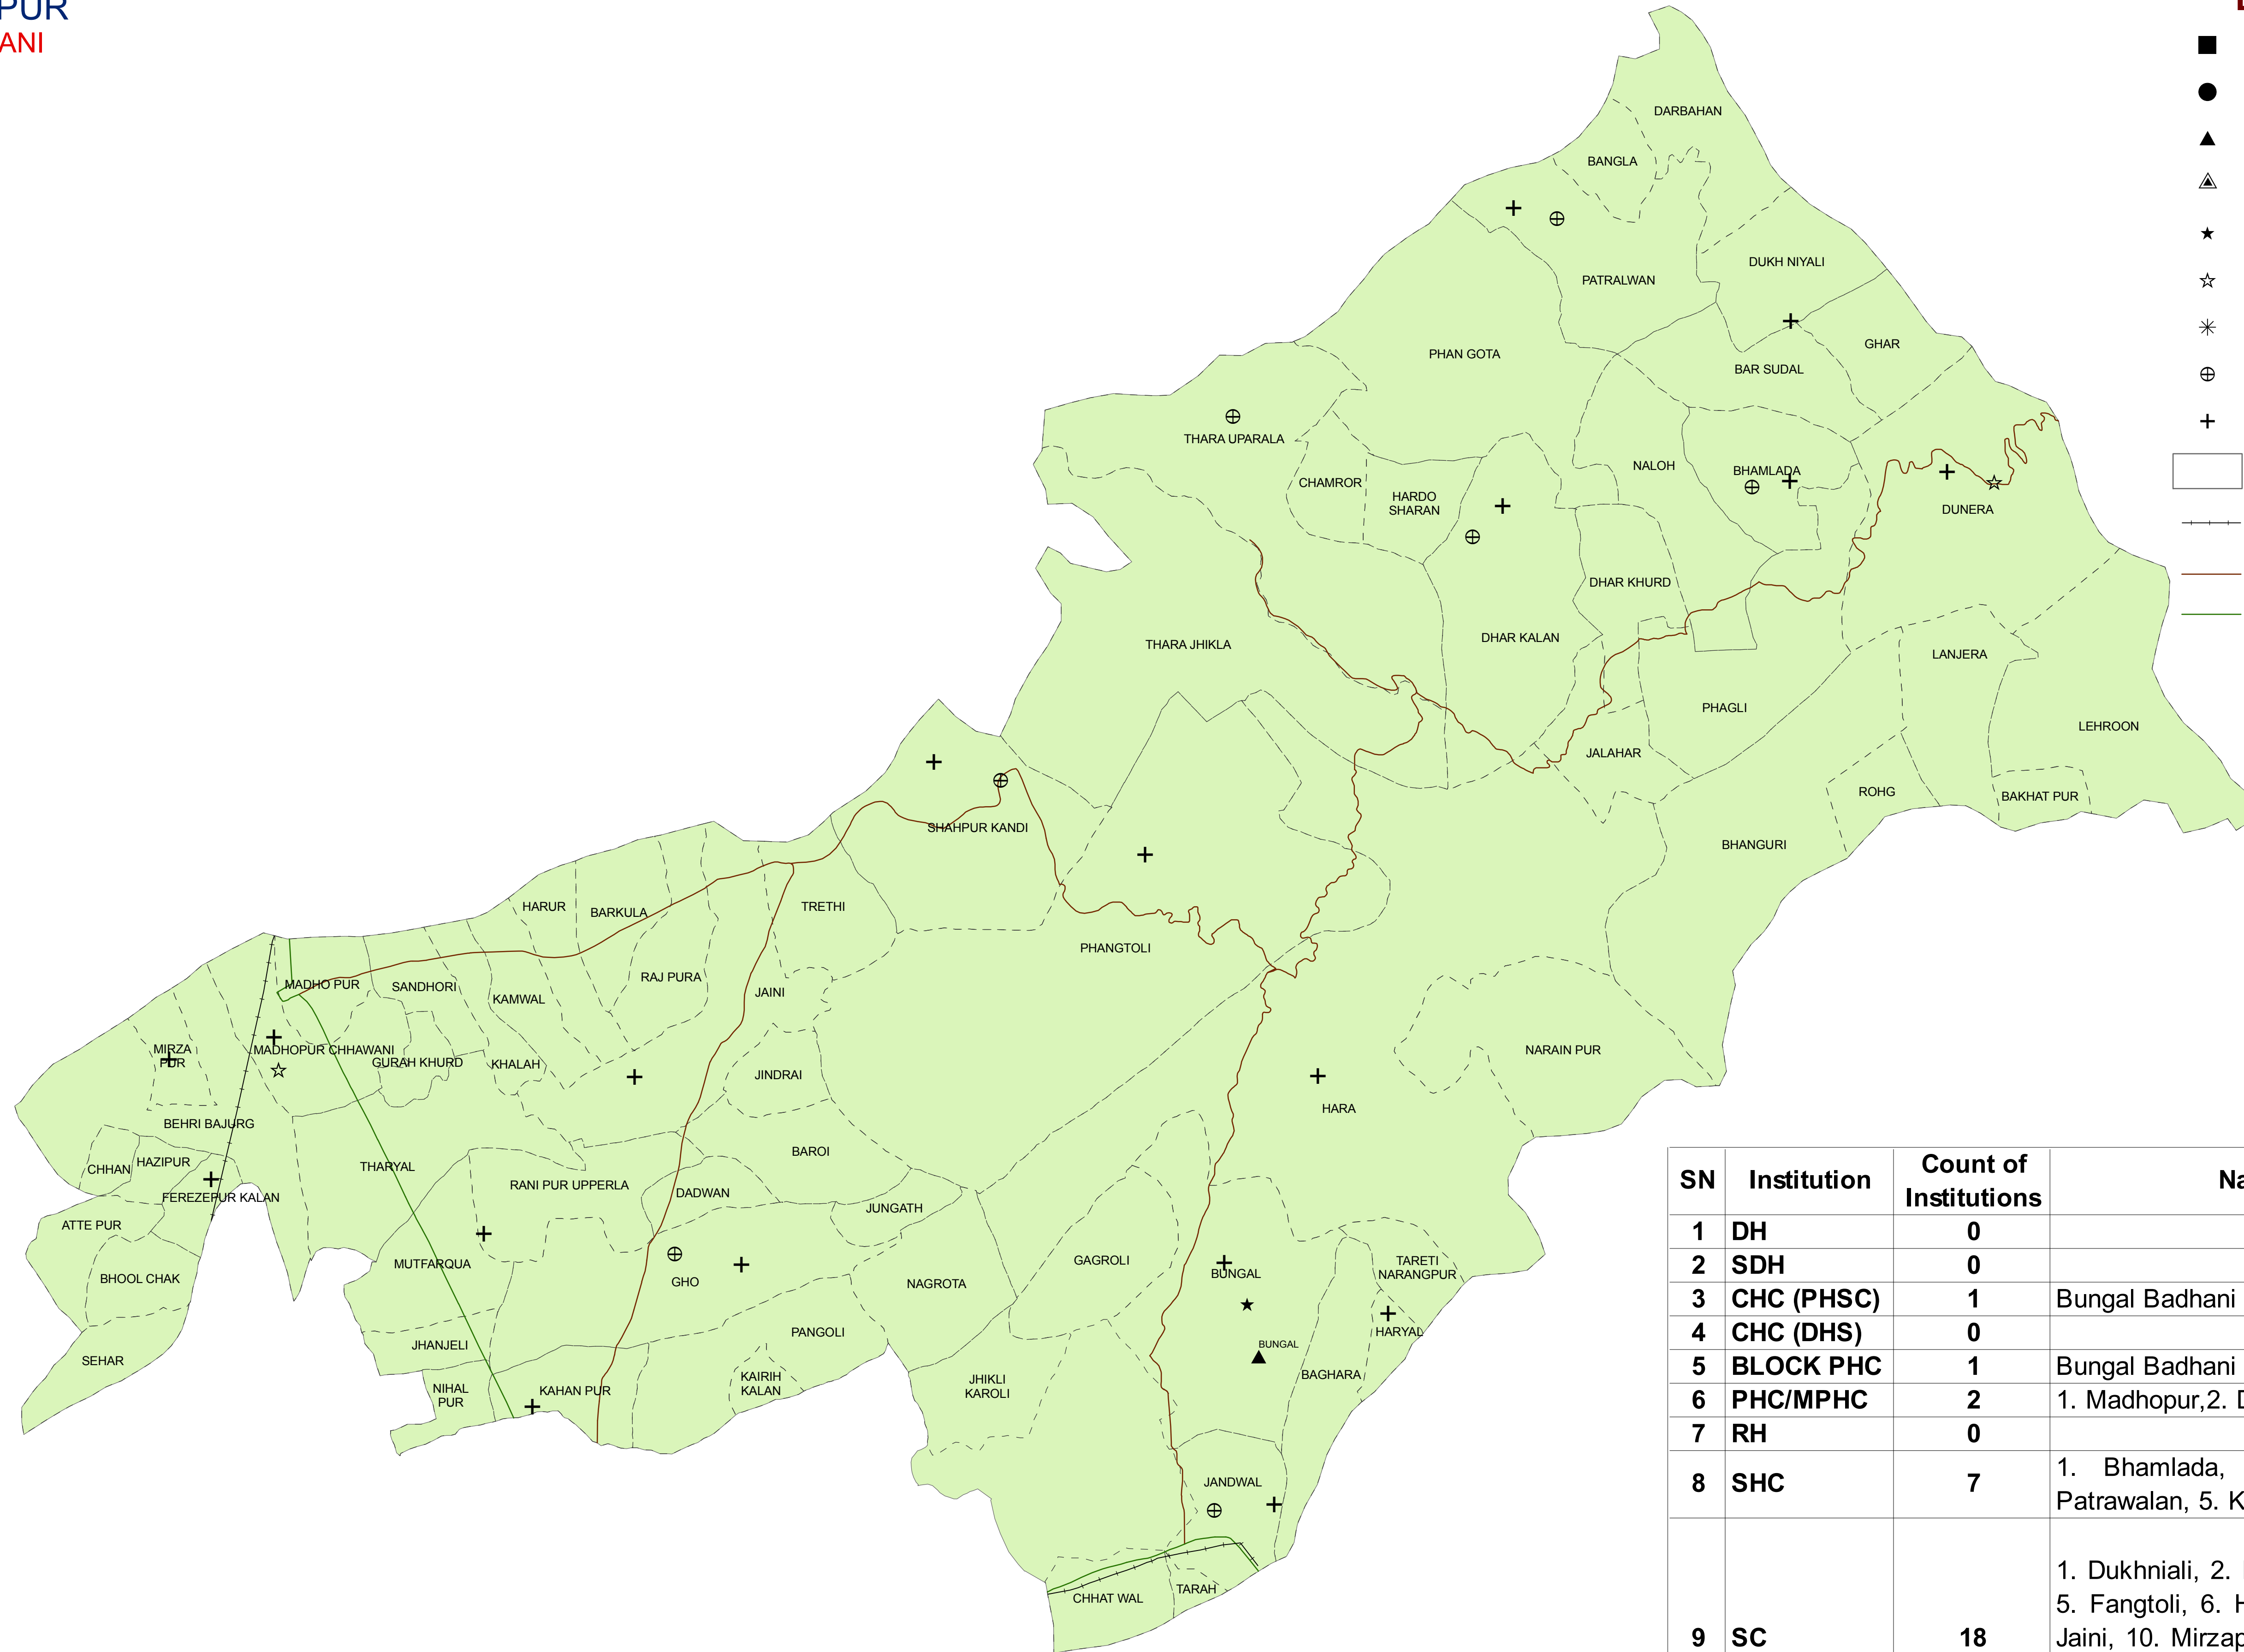 PUR
ANI
DARBAHAN
BANGLA
DUKH NIYALI
PATRALWAN
GHAR
PHAN GOTA
BAR SUDAL
THARA UPARALA
NALOH
BHAMLADA
CHAMROR
HARDO
SHARAN
DUNERA
DHAR KHURD
DHAR KALAN
THARA JHIKLA
LANJERA
PHAGLI
LEHROON
JALAHAR
ROHG
BAKHAT PUR
SHAHPUR KANDI
BHANGURI
HARUR
BARKULA
TRETHI
PHANGTOLI
RAJ PURA
MADHO PUR
SANDHORI
JAINI
KAMWAL
MIRZA
PUR
MADHOPUR CHHAWANI
GURAH KHURD
KHALAH
NARAIN PUR
JINDRAI
HARA
BEHRI BAJURG
BAROI
CHHAN
HAZIPUR
THARYAL
RANI PUR UPPERLA
DADWAN
FEREZEPUR KALAN
JUNGATH
ATTE PUR
MUTFARQUA
GAGROLI
TARETI
NARANGPUR
BUNGAL
BHOOL CHAK
GHO
NAGROTA
PANGOLI
HARYAL
JHANJELI
BUNGAL
SEHAR
BAGHARA
KAIRIH
KALAN
JHIKLI
KAROLI
NIHAL
PUR
KAHAN PUR
JANDWAL
CHHAT WAL
TARAH
SN Institution Count of Institutions Na
1 DH 0
2 SDH 0
3 CHC (PHSC) 1 Bungal Badhani
4 CHC (DHS) 0
5 BLOCK PHC 1 Bungal Badhani
6 PHC/MPHC 2 1. Madhopur,2. D
7 RH 0
8 SHC 7 1. Bhamlada,
Patrawalan, 5. K
1. Dukhniali, 2.
5. Fangtoli, 6. H
9 SC 18 Jaini, 10. Mirzap